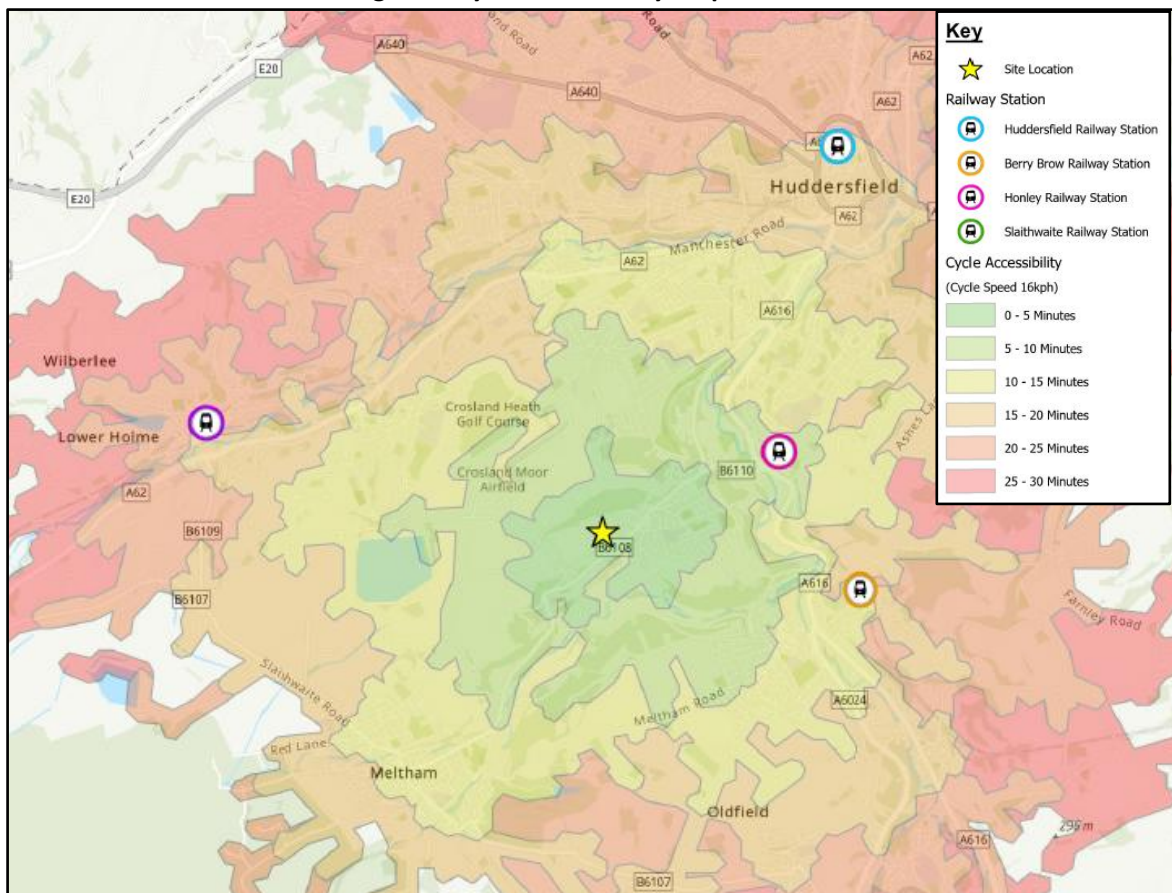 Key
Site Location
Railway Station
Huddersfield Railway Station
Berry Brow Railway Station
Honley Railway Station
Slaithwaite Railway Station
Cycle Accessibility
(Cycle Speed 16kph)
0 - 5 Minutes
5 - 10 Minutes
10 - 15 Minutes
15 - 20 Minutes
20 - 25 Minutes
25 - 30 Minutes
Road
Road
A640
A62
E20
A640
A62
E20
Huddersfield
A62
Manchester Road
A62
A616
Wilberlee
Crosland Heath
Golf Course
Lower Holme
Crosland Moor
Airfield
B6110
A62
B6109
B6108
A616
B6107
Farnley Road
Slaithwaite Road
Meltham Road
A6024
Red Lane
Meltham
Oldfield
296 m
A616
B6107